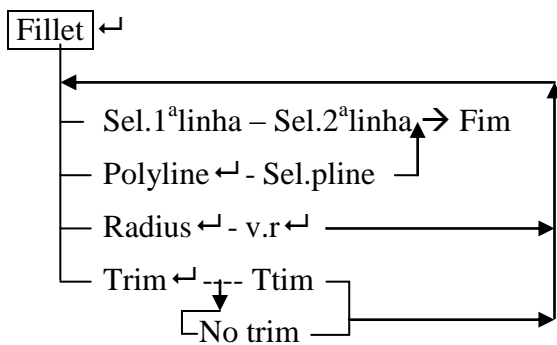 Fillet ↵
Sel.1ªlinha – Sel.2ªlinha → Fim
Polyline ↵ - Sel.pline
Radius ↵ - v.r ↵
Trim ↵ ---- Ttim
No trim